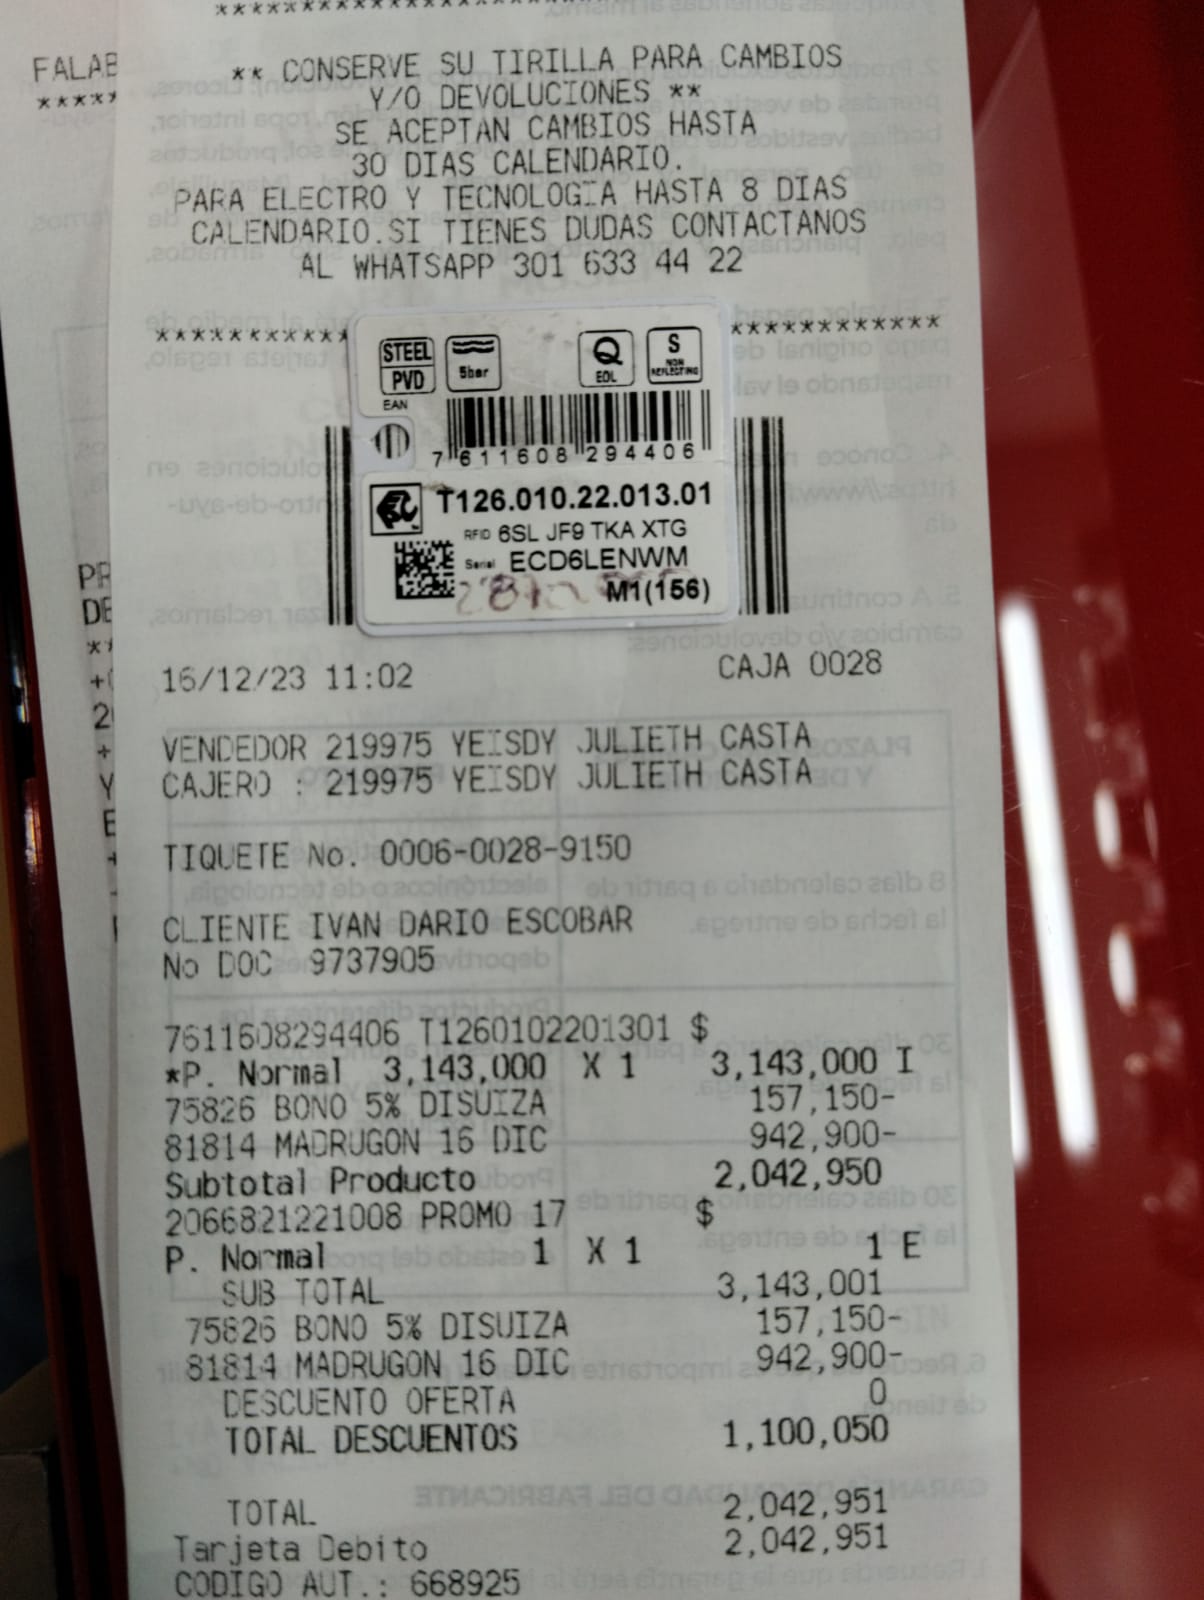 FALAB
** CONSERVE SU TIRILLA PARA CAMBIOS
Y/O DEVOLUCIONES **
SE ACEPTAN CAMBIOS HASTA
30 DIAS CALENDARIO.
PARA ELECTRO Y TECNOLOGIA HASTA 8 DIAS
CALENDARIO.SI TIENES DUDAS CONTACTANOS
AL WHATSAPP 301 633 44 22
STEEL PVD
5bar
Q EOL
S NON REFLECTING
EAN
7 611608 294406
T126.010.22.013.01
RFID 6SL JF9 TKA XTG
Serial ECD6LENWM
M1(156)
16/12/23 11:02 CAJA 0028
VENDEDOR 219975 YEISDY JULIETH CASTA
CAJERO : 219975 YEISDY JULIETH CASTA
TIQUETE No. 0006-0028-9150
CLIENTE IVAN DARIO ESCOBAR
No DOC 9737905
7611608294406 T1260102201301 $
*P. Normal 3,143,000 X 1 3,143,000 I
75826 BONO 5% DISUIZA 157,150-
81814 MADRUGON 16 DIC 942,900-
Subtotal Producto 2,042,950
2066821221008 PROMO 17 $
P. Normal 1 X 1 1 E
SUB TOTAL 3,143,001
75826 BONO 5% DISUIZA 157,150-
81814 MADRUGON 16 DIC 942,900-
DESCUENTO OFERTA 0
TOTAL DESCUENTOS 1,100,050
TOTAL 2,042,951
Tarjeta Debito 2,042,951
CODIGO AUT.: 668925